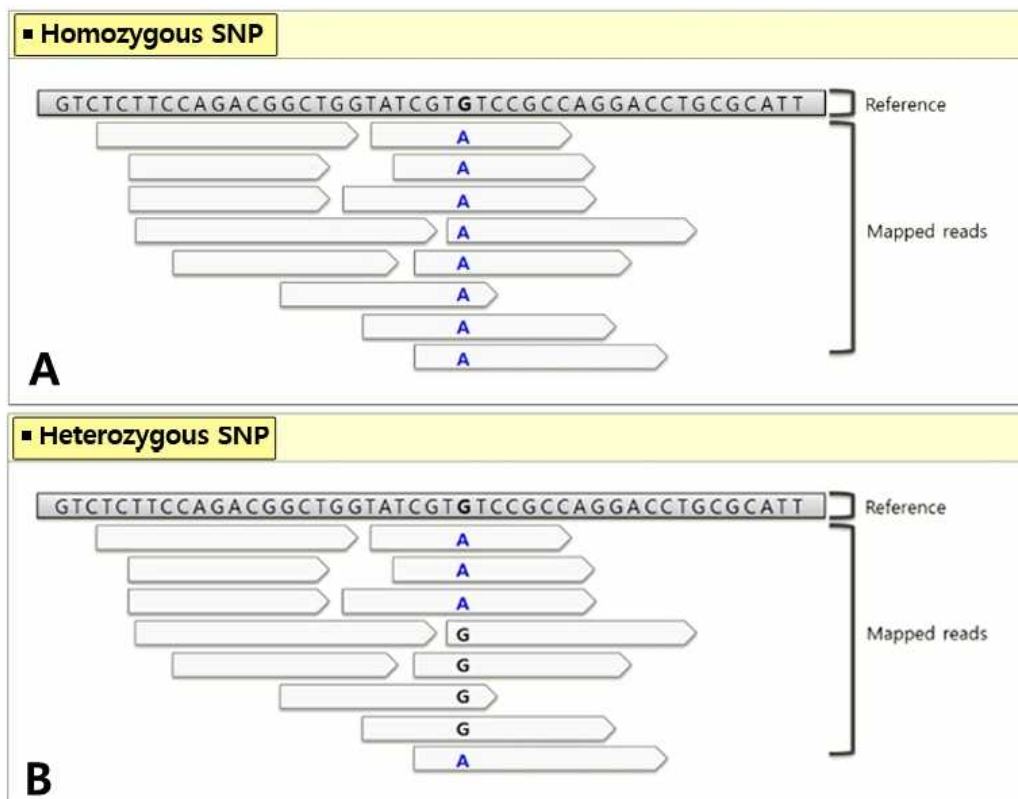 ▪ Homozygous SNP
GTCTCTTCCAGACGGCTGGTATCGTGTCCGCCAGGACCTGCGCATT Reference
A
A
A
A Mapped reads
A
A
A
A
A
▪ Heterozygous SNP
GTCTCTTCCAGACGGCTGGTATCGTGTCCGCCAGGACCTGCGCATT Reference
A
A
A
G Mapped reads
G
G
G
A
B